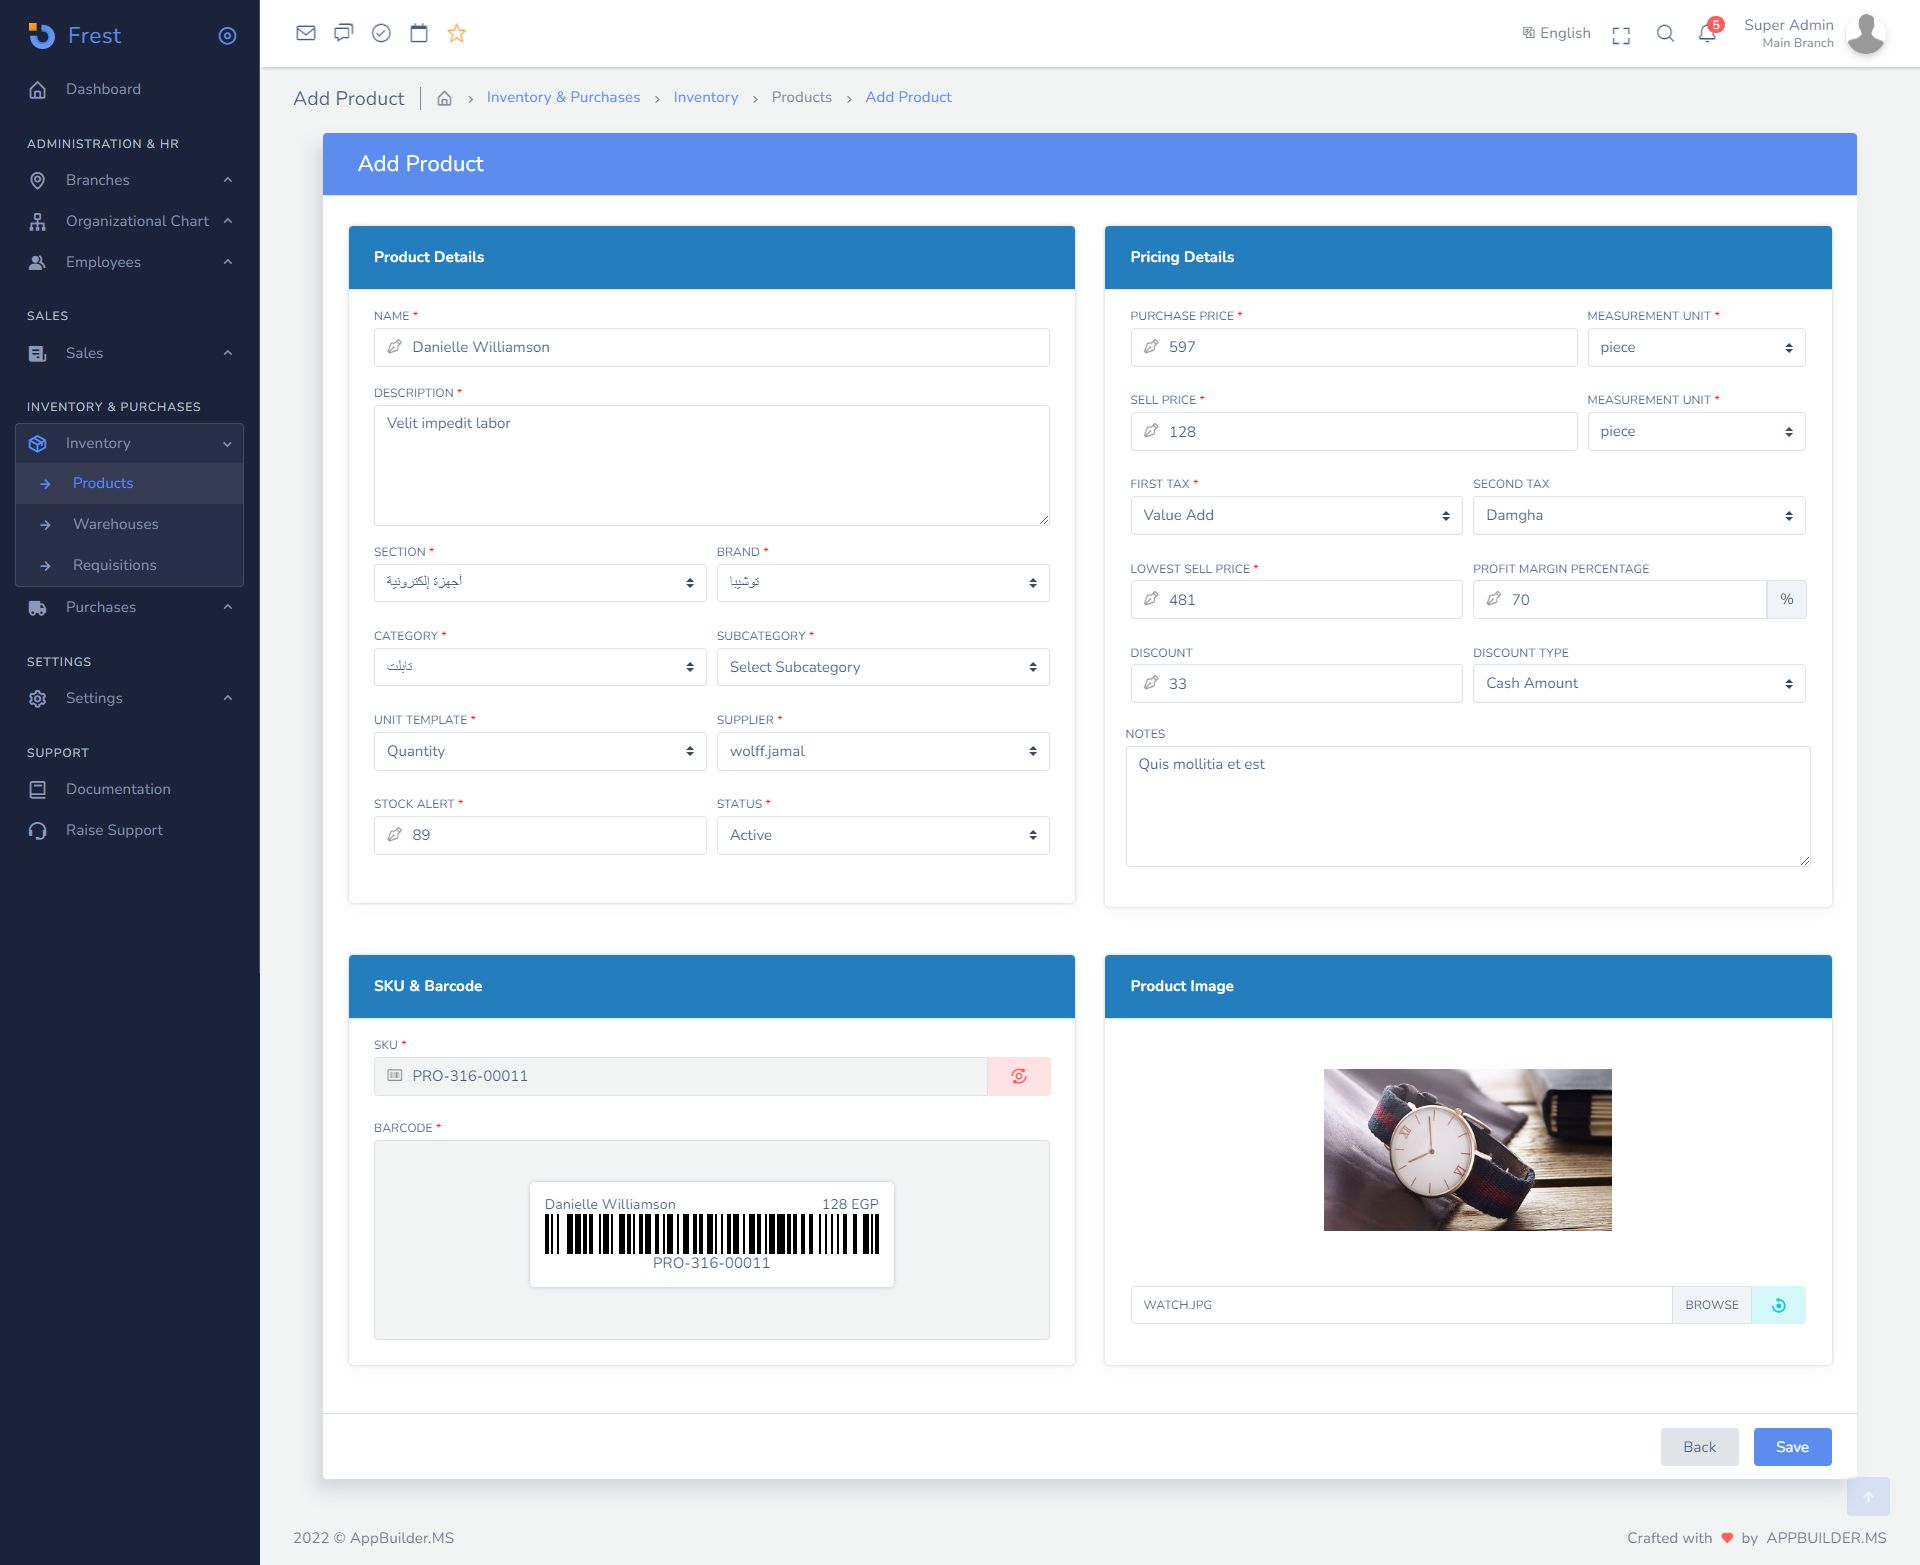 Frest
Dashboard
ADMINISTRATION & HR
Branches
Organizational Chart
Employees
SALES
Sales
INVENTORY & PURCHASES
Inventory
Products
Warehouses
Requisitions
Purchases
SETTINGS
Settings
SUPPORT
Documentation
Raise Support
English
5
Super Admin
Main Branch
Add Product
Inventory & Purchases
Inventory
Products
Add Product
Add Product
Product Details
NAME *
Danielle Williamson
DESCRIPTION *
Velit impedit labor
SECTION *
BRAND *
أجهزة إلكترونية
توشيبا
CATEGORY *
SUBCATEGORY *
تابلت
Select Subcategory
UNIT TEMPLATE *
SUPPLIER *
Quantity
wolff.jamal
STOCK ALERT *
STATUS *
89
Active
Pricing Details
PURCHASE PRICE *
MEASUREMENT UNIT *
597
piece
SELL PRICE *
MEASUREMENT UNIT *
128
piece
FIRST TAX *
SECOND TAX
Value Add
Damgha
LOWEST SELL PRICE *
PROFIT MARGIN PERCENTAGE
481
70
%
DISCOUNT
DISCOUNT TYPE
33
Cash Amount
NOTES
Quis mollitia et est
SKU & Barcode
SKU *
PRO-316-00011
BARCODE *
Danielle Williamson
128 EGP
PRO-316-00011
Product Image
WATCH.JPG
BROWSE
Back
Save
2022 © AppBuilder.MS
Crafted with ♥ by APPBUILDER.MS